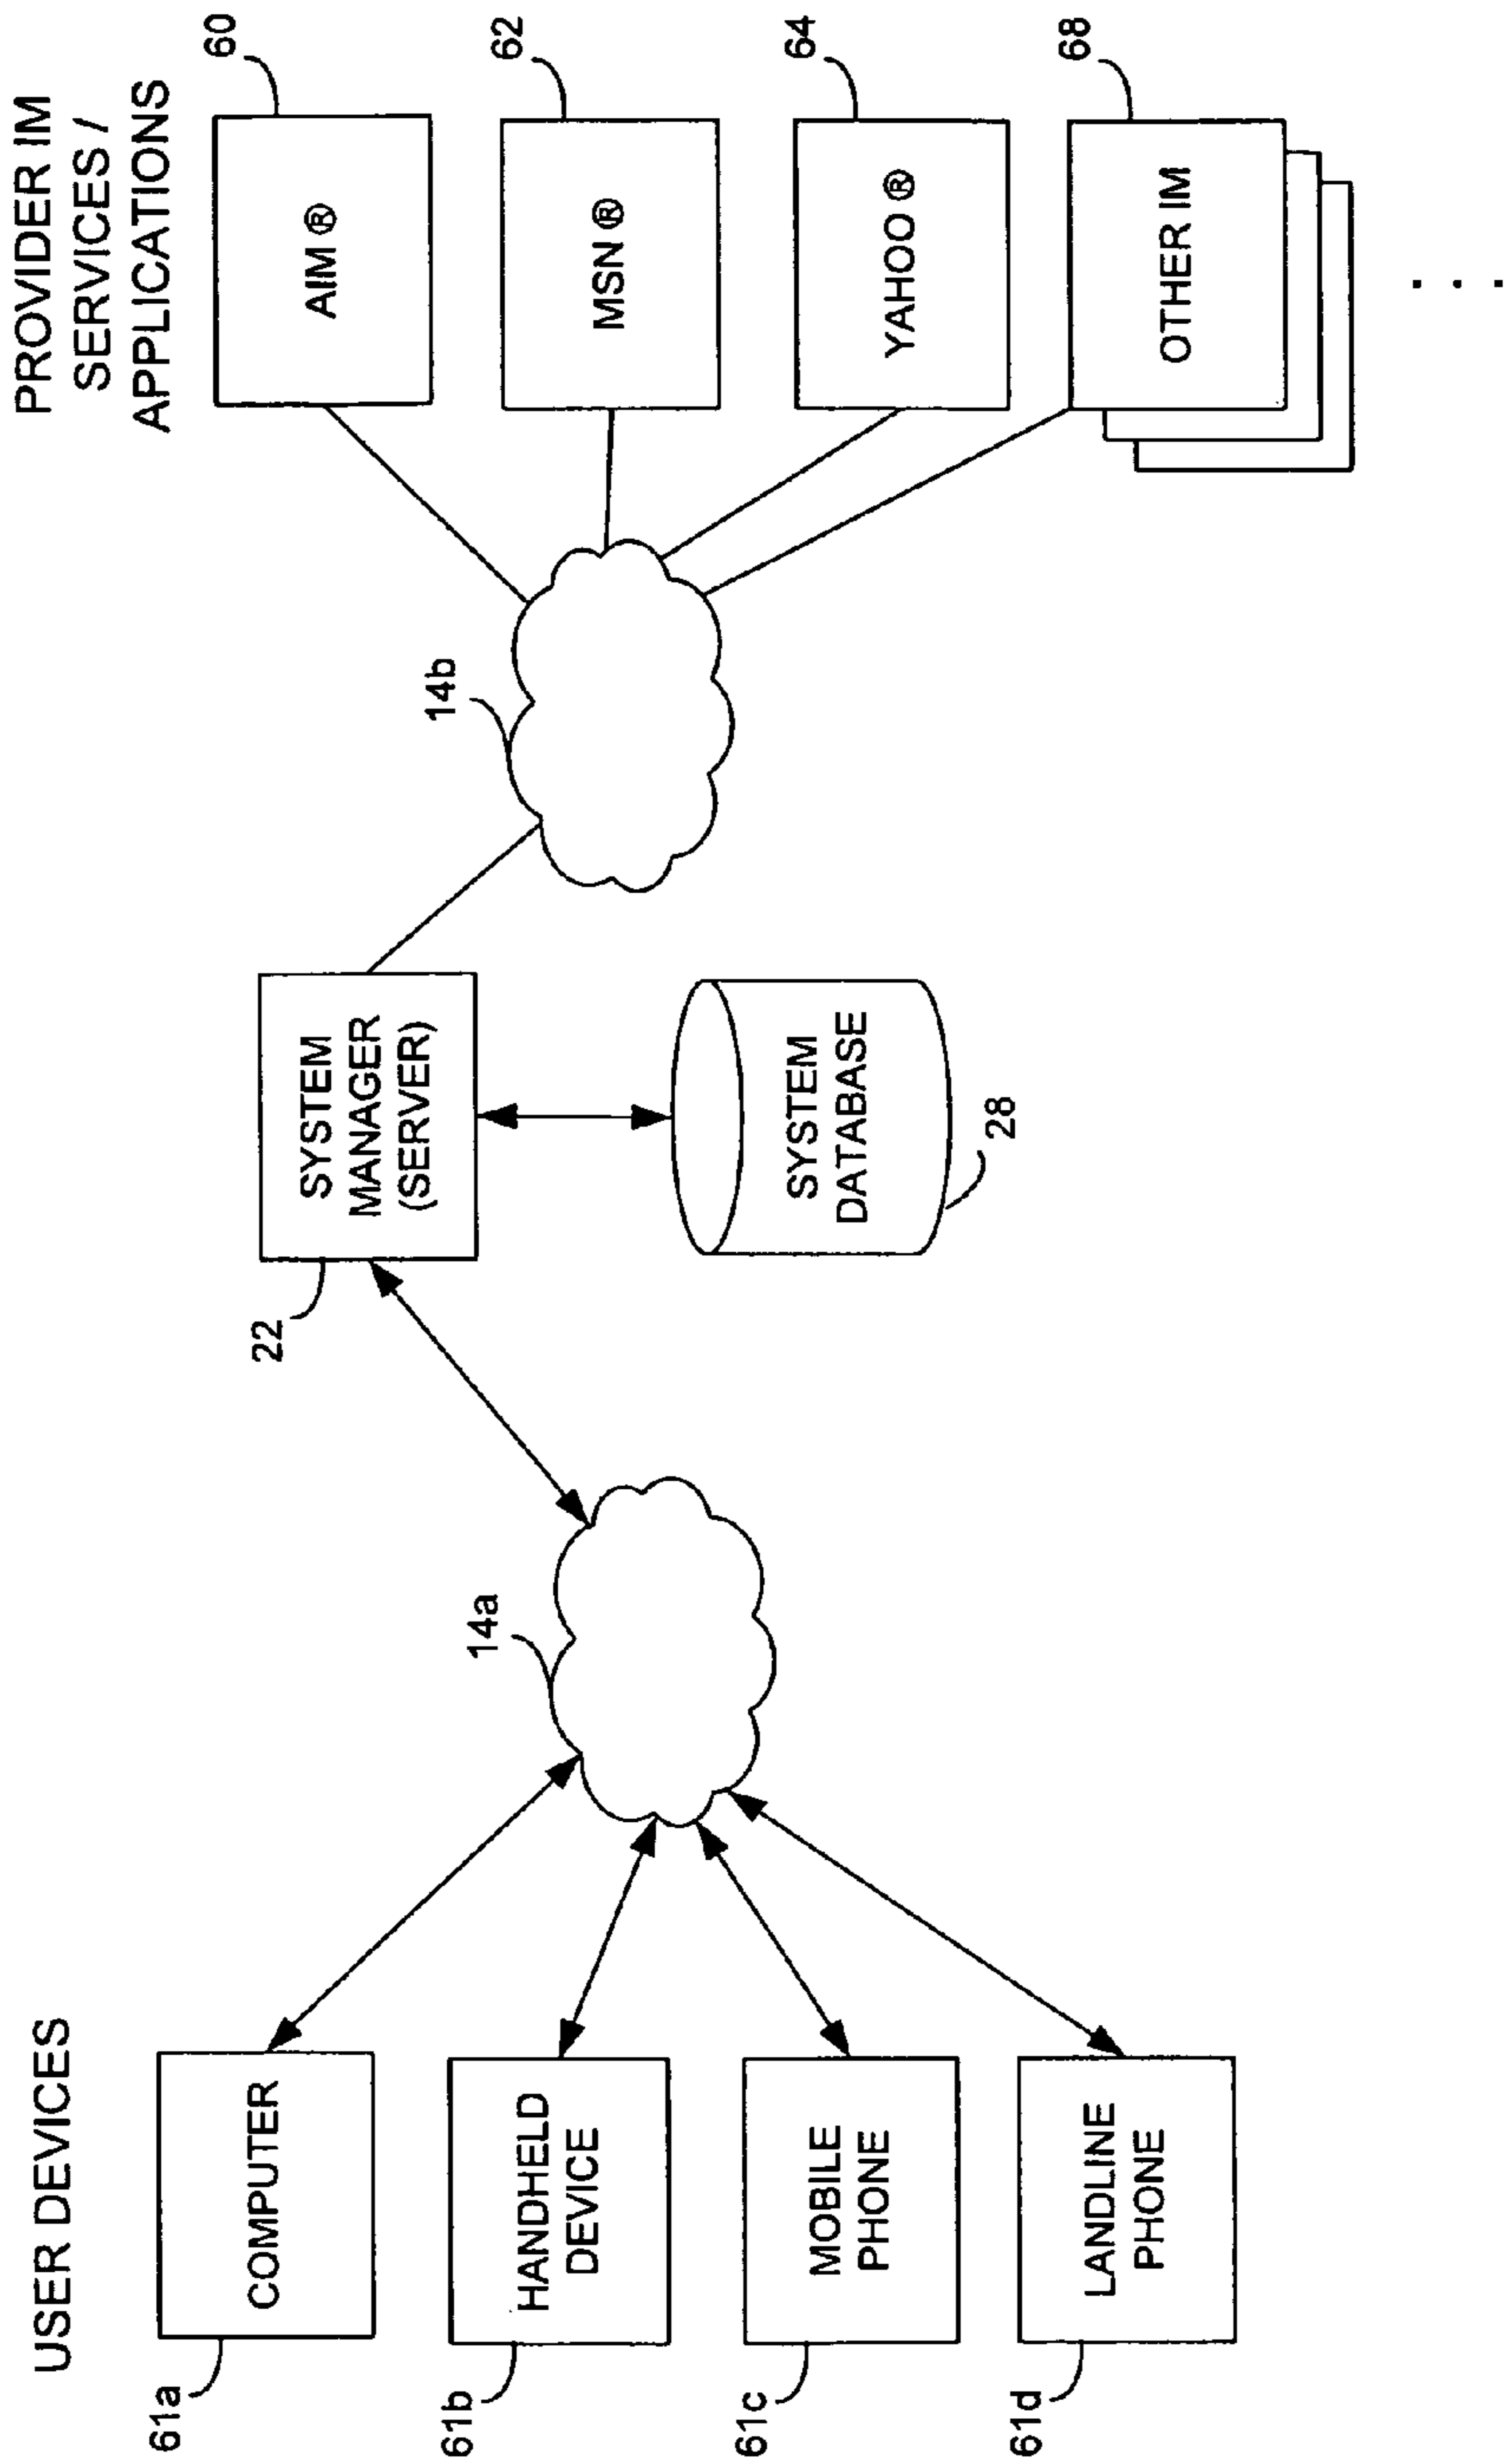 USER DEVICES
61a
COMPUTER
61b
HANDHELD
DEVICE
61c
MOBILE
PHONE
61d
LANDLINE
PHONE
14a
22
SYSTEM
MANAGER
(SERVER)
SYSTEM
DATABASE
28
14b
PROVIDER IM
SERVICES /
APPLICATIONS
60
AIM ®
62
MSN ®
64
YAHOO ®
68
OTHER IM
. . .